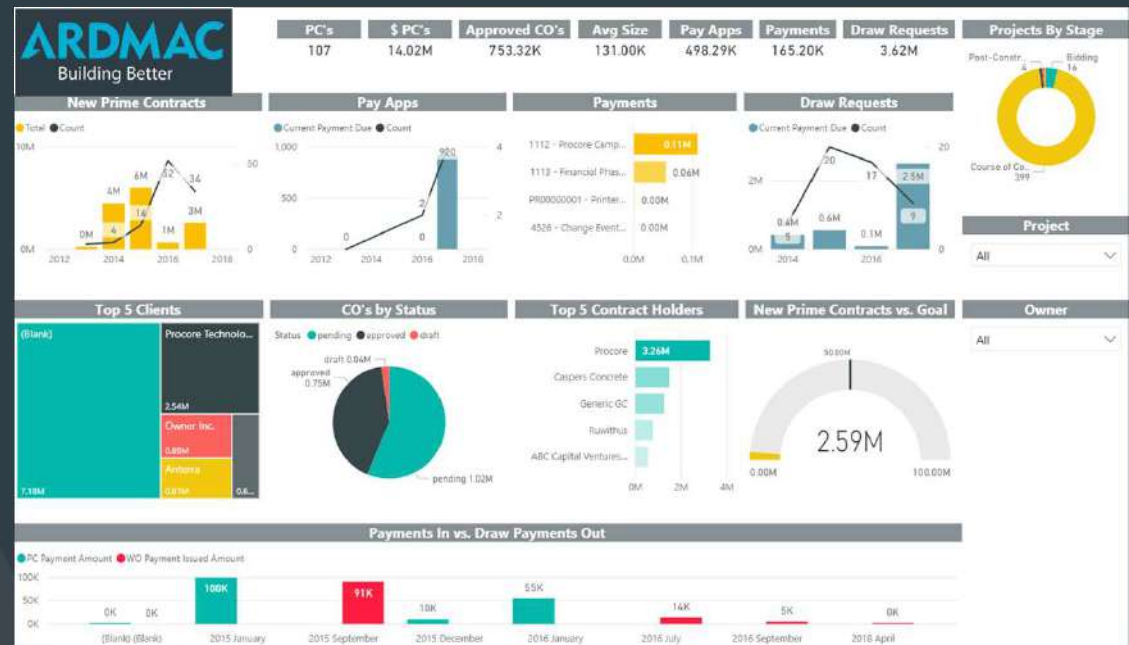 ARDMAC
Building Better
PC's
107
$ PC's
14.02M
Approved CO's
753.32K
Avg Size
131.00K
Pay Apps
498.29K
Payments
165.20K
Draw Requests
3.62M
Projects By Stage
Post-Constr...
4
Bidding
16
Course of Co...
399
New Prime Contracts
Total Count
10M
0M
50
0
0M
4M
4
6M
14
52
1M
34
3M
2012 2014 2016 2018
Pay Apps
Current Payment Due Count
1,000
500
0
4
2
0
2
0
920
2012 2014 2016 2018
Payments
1112 - Procore Camp... 0.11M
1113 - Financial Phas... 0.06M
PR00000001 - Printer... 0.00M
4526 - Change Event... 0.00M
0.0M 0.1M
Draw Requests
Current Payment Due Count
2M
0M
20
0
0.4M
5
0.6M
20
17
0.1M
2.5M
9
2014 2016
Project
All
Top 5 Clients
(Blank)
7.18M
Procore Technolo...
2.54M
Owner Inc.
Anterra
CO's by Status
Status pending approved draft
draft 0.04M
approved
0.75M
pending 1.02M
Top 5 Contract Holders
Procore 3.26M
Caspers Concrete
Generic GC
Ruwithus
ABC Capital Ventures...
0M 2M 4M
New Prime Contracts vs. Goal
50.00M
2.59M
0.00M 100.00M
Owner
All
Payments In vs. Draw Payments Out
PC Payment Amount WO Payment Issued Amount
100K
50K
0K
0K 0K
100K
91K
10K
55K
14K
5K
0K
(Blank) (Blank) 2015 January 2015 September 2015 December 2016 January 2016 July 2016 September 2018 April